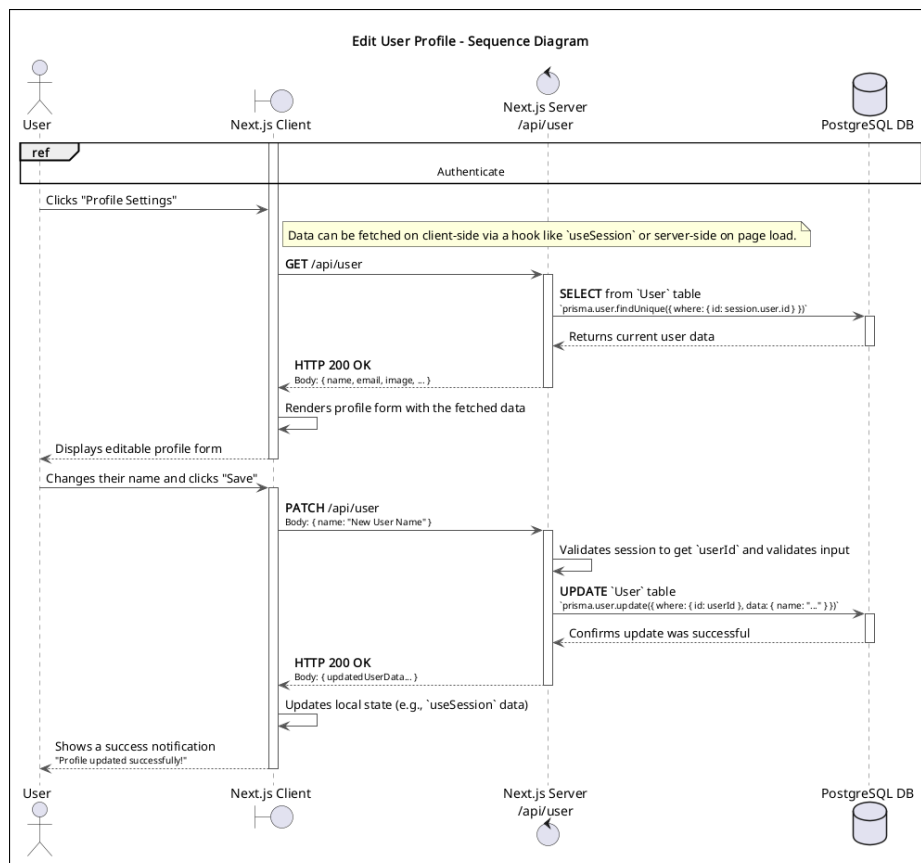 Edit User Profile - Sequence Diagram
User
Next.js Client
Next.js Server
/api/user
PostgreSQL DB
ref
Authenticate
Clicks "Profile Settings"
Data can be fetched on client-side via a hook like `useSession` or server-side on page load.
GET /api/user
SELECT from `User` table
`prisma.user.findUnique({ where: { id: session.user.id } })`
Returns current user data
HTTP 200 OK
Body: { name, email, image, ... }
Renders profile form with the fetched data
Displays editable profile form
Changes their name and clicks "Save"
PATCH /api/user
Body: { name: "New User Name" }
Validates session to get `userId` and validates input
UPDATE `User` table
`prisma.user.update({ where: { id: userId }, data: { name: "..." } })`
Confirms update was successful
HTTP 200 OK
Body: { updatedUserData... }
Updates local state (e.g., `useSession` data)
Shows a success notification
"Profile updated successfully!"
User
Next.js Client
Next.js Server
/api/user
PostgreSQL DB